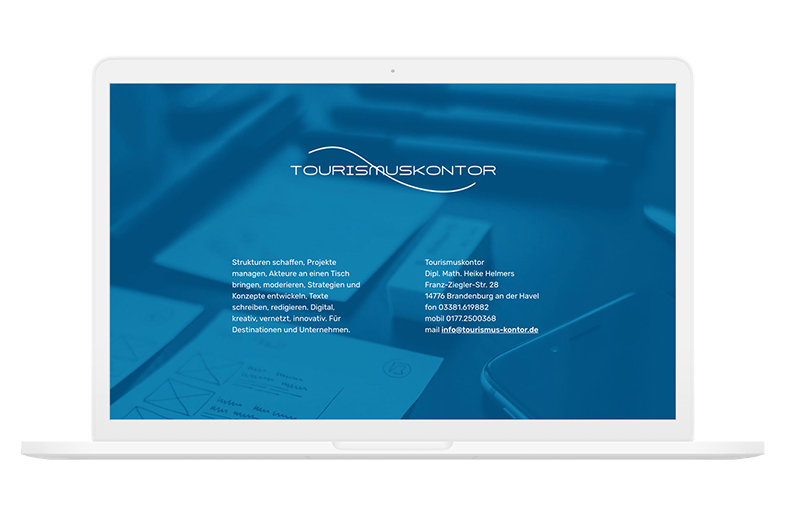 TOURISMUSKONTOR
Strukturen schaffen, Projekte
managen, Akteure an einen Tisch
bringen, moderieren, Strategien und
Konzepte entwickeln, Texte
schreiben, redigieren. Digital,
kreativ, vernetzt, innovativ. Für
Destinationen und Unternehmen.
Tourismuskontor
Dipl. Math. Heike Helmers
Franz-Ziegler-Str. 28
14776 Brandenburg an der Havel
fon 03381.619882
mobil 0177.2500368
mail info@tourismus-kontor.de